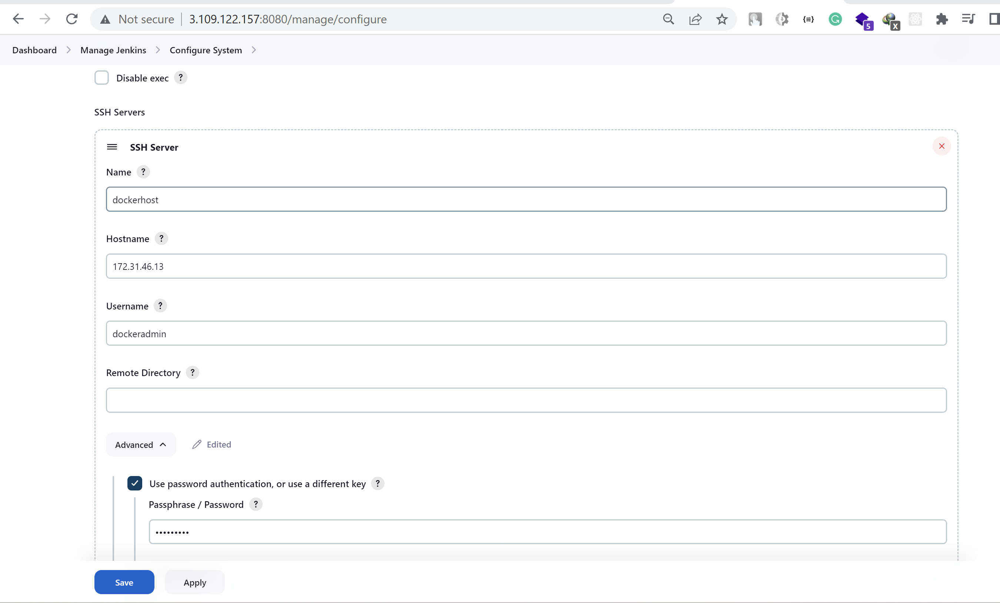 Not secure | 3.109.122.157:8080/manage/configure
{≡} G 5 X
Dashboard > Manage Jenkins > Configure System >
Disable exec ?
SSH Servers
SSH Server
Name ?
dockerhost
Hostname ?
172.31.46.13
Username ?
dockeradmin
Remote Directory ?
Advanced Edited
Use password authentication, or use a different key ?
Passphrase / Password ?
•••••••••
Save Apply